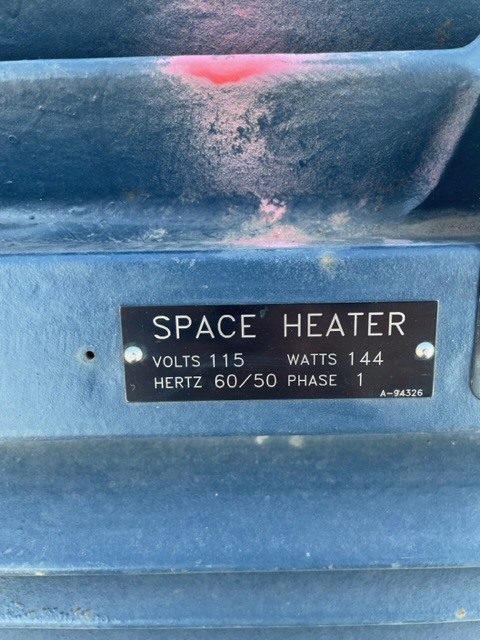 SPACE HEATER
VOLTS 115 WATTS 144
HERTZ 60/50 PHASE 1
A-94326